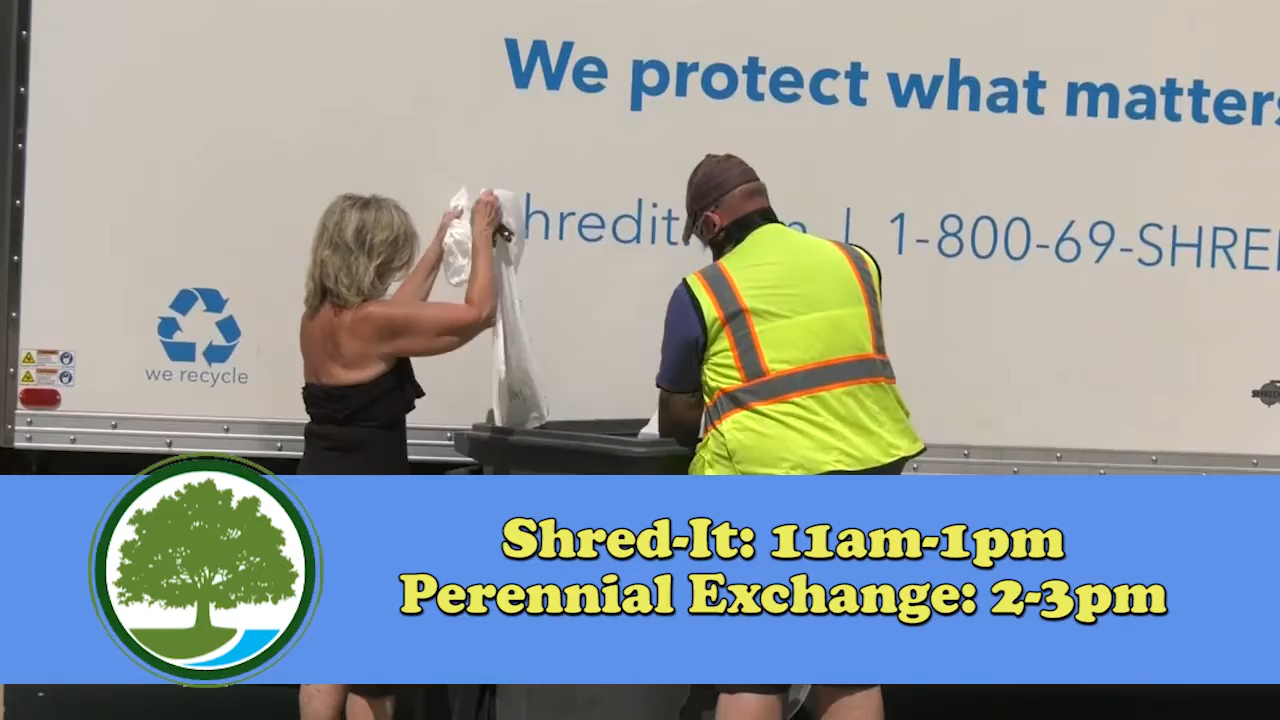 We protect what matters
hredit | 1-800-69-SHRE
we recycle
Shred-It: 11am-1pm
Perennial Exchange: 2-3pm